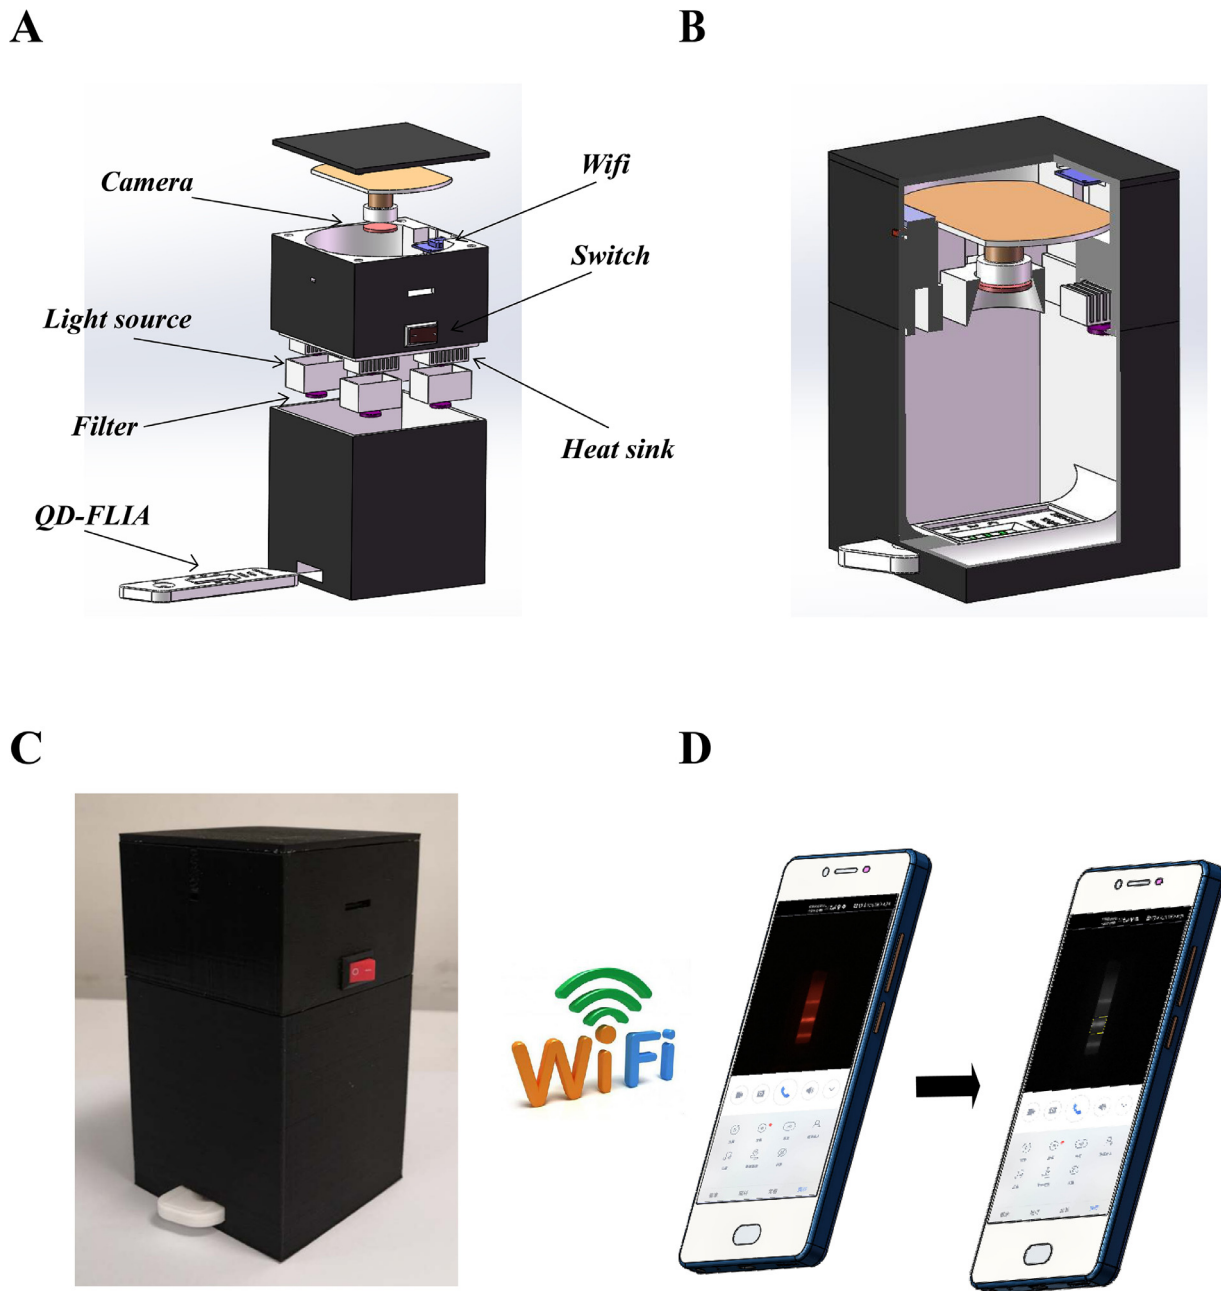 A
B
Camera
Wifi
Switch
Light source
Filter
Heat sink
QD-FLIA
C
D
WiFi